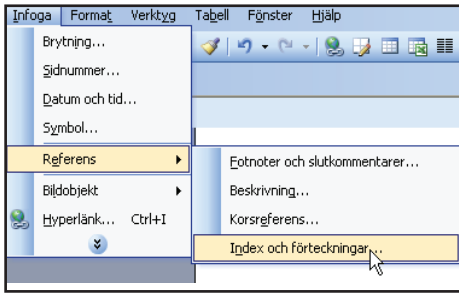 Infoga Format Verktyg Tabell Fönster Hjälp
Brytning...
Sidnummer...
Datum och tid...
Symbol...
Referens
Bildobjekt
Hyperlänk... Ctrl+I
Fotnoter och slutkommentarer...
Beskrivning...
Korsreferens...
Index och förteckningar...